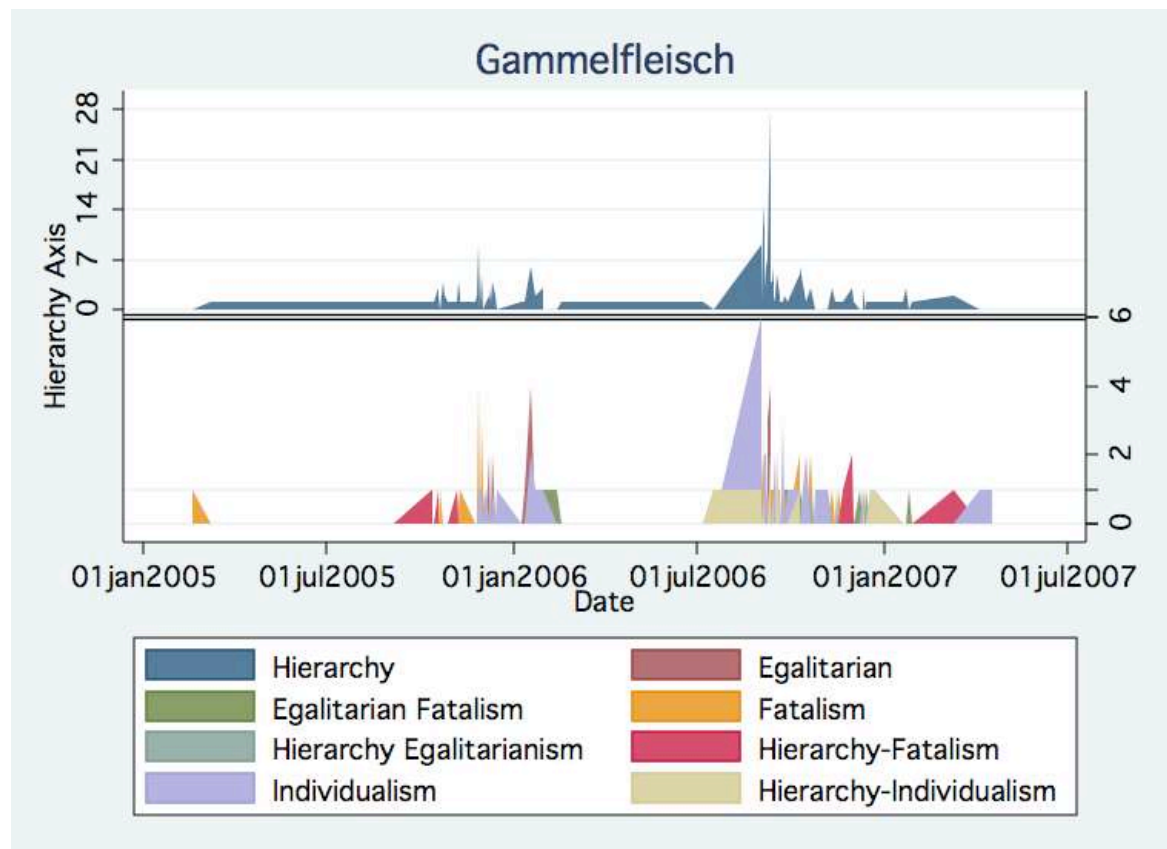 Gammelfleisch
Hierarchy Axis
28
21
14
7
0
6
4
2
0
01jan2005 01jul2005 01jan2006 01jul2006 01jan2007 01jul2007
Date
Hierarchy Egalitarian
Egalitarian Fatalism Fatalism
Hierarchy Egalitarianism Hierarchy-Fatalism
Individualism Hierarchy-Individualism